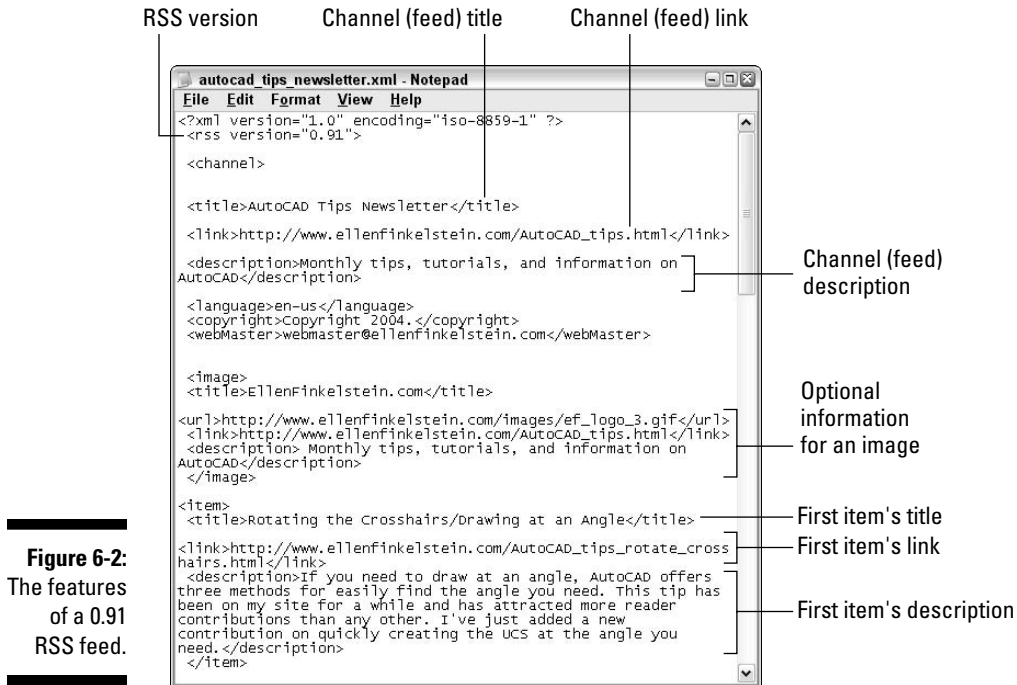 RSS version
Channel (feed) title
Channel (feed) link
autocad_tips_newsletter.xml - Notepad
File Edit Format View Help
<?xml version="1.0" encoding="iso-8859-1" ?>
<rss version="0.91">
<channel>
<title>AutoCAD Tips Newsletter</title>
<link>http://www.ellenfinkelstein.com/AutoCAD_tips.html</link>
<description>Monthly tips, tutorials, and information on
AutoCAD</description>
<language>en-us</language>
<copyright>Copyright 2004.</copyright>
<webMaster>webmaster@ellenfinkelstein.com</webMaster>
<image>
<title>EllenFinkelstein.com</title>
<url>http://www.ellenfinkelstein.com/images/ef_logo_3.gif</url>
<link>http://www.ellenfinkelstein.com/AutoCAD_tips.html</link>
<description> Monthly tips, tutorials, and information on
AutoCAD</description>
</image>
<item>
<title>Rotating the Crosshairs/Drawing at an Angle</title>
<link>http://www.ellenfinkelstein.com/AutoCAD_tips_rotate_cross
hairs.html</link>
<description>If you need to draw at an angle, AutoCAD offers
three methods for easily find the angle you need. This tip has
been on my site for a while and has attracted more reader
contributions than any other. I've just added a new
contribution on quickly creating the UCS at the angle you
need.</description>
</item>
Channel (feed)
description
Optional
information
for an image
First item's title
First item's link
First item's description
Figure 6-2:
The features
of a 0.91
RSS feed.